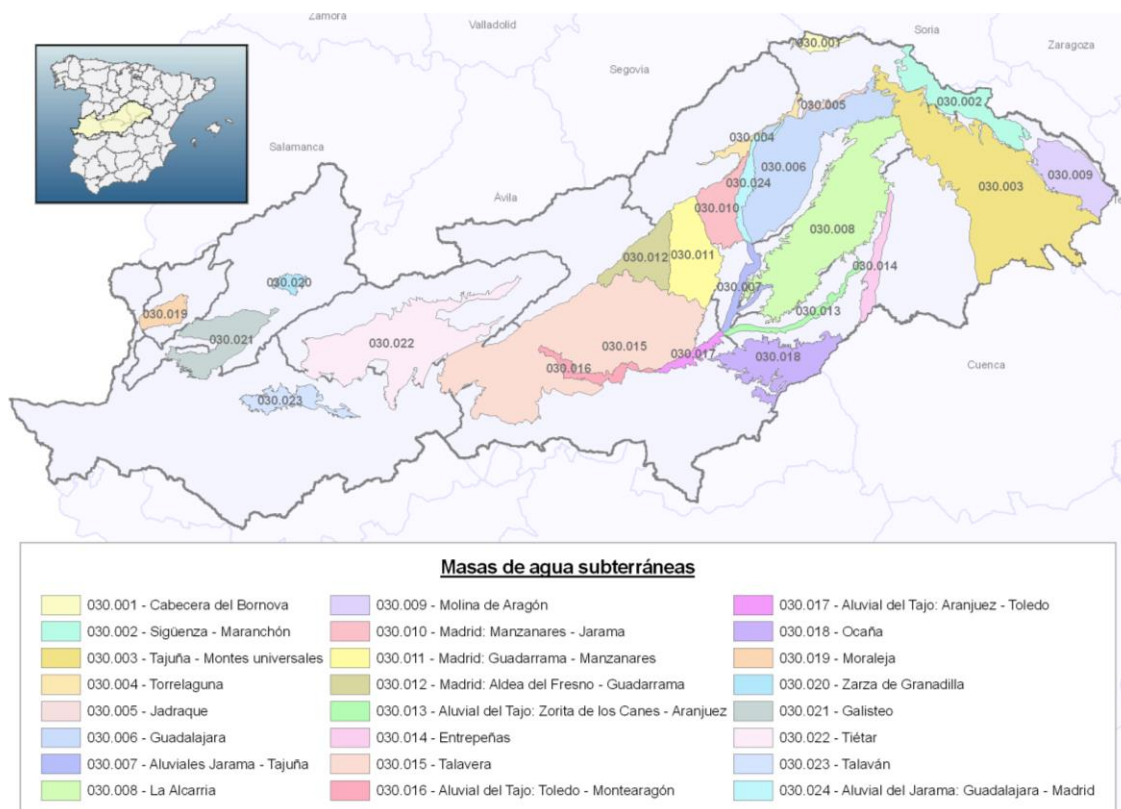 Zamora
Valladolid
Soria
Zaragoza
Segovia
Salamanca
Ávila
Cuenca
Te
030.001
030.002
030.005
030.004
030.006
030.024
030.003
030.009
030.010
030.008
030.012
030.011
030.014
030.020
030.007
030.019
030.013
030.021
030.022
030.015
030.017
030.018
030.016
030.023
Masas de agua subterráneas
030.001 - Cabecera del Bornova
030.002 - Sigüenza - Maranchón
030.003 - Tajuña - Montes universales
030.004 - Torrelaguna
030.005 - Jadraque
030.006 - Guadalajara
030.007 - Aluviales Jarama - Tajuña
030.008 - La Alcarria
030.009 - Molina de Aragón
030.010 - Madrid: Manzanares - Jarama
030.011 - Madrid: Guadarrama - Manzanares
030.012 - Madrid: Aldea del Fresno - Guadarrama
030.013 - Aluvial del Tajo: Zorita de los Canes - Aranjuez
030.014 - Entrepeñas
030.015 - Talavera
030.016 - Aluvial del Tajo: Toledo - Montearagón
030.017 - Aluvial del Tajo: Aranjuez - Toledo
030.018 - Ocaña
030.019 - Moraleja
030.020 - Zarza de Granadilla
030.021 - Galisteo
030.022 - Tiétar
030.023 - Talaván
030.024 - Aluvial del Jarama: Guadalajara - Madrid